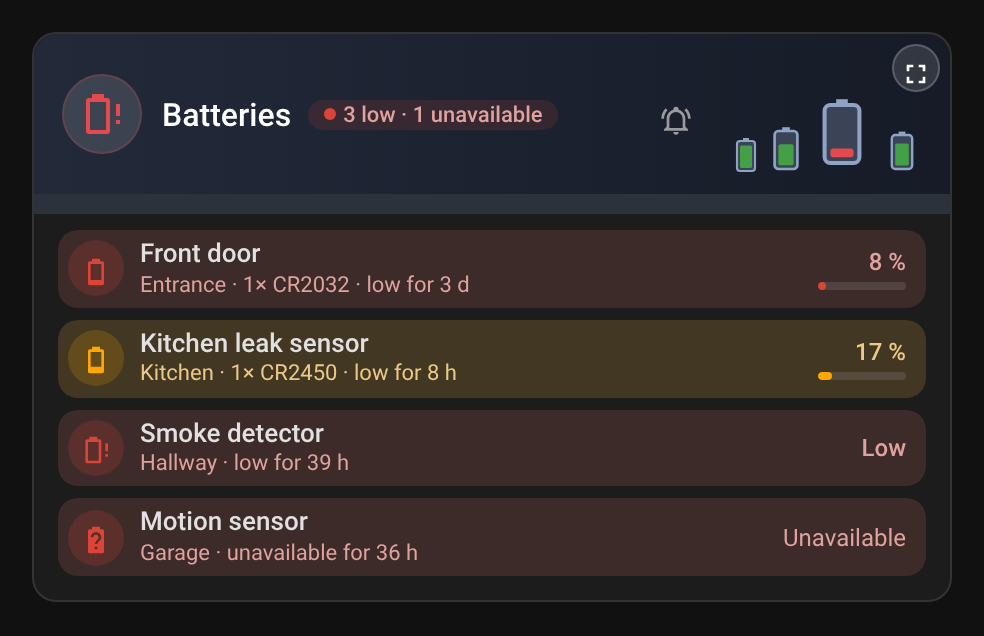 Batteries
3 low · 1 unavailable
Front door
Entrance · 1× CR2032 · low for 3 d
8 %
Kitchen leak sensor
Kitchen · 1× CR2450 · low for 8 h
17 %
Smoke detector
Hallway · low for 39 h
Low
Motion sensor
Garage · unavailable for 36 h
Unavailable